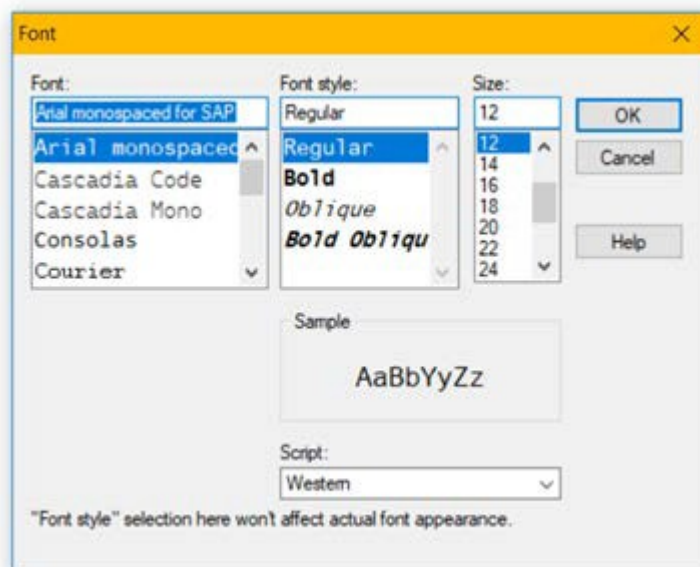 Font
Font:
Arial monospaced for SAP
Arial monospaced
Cascadia Code
Cascadia Mono
Consolas
Courier
Font style:
Regular
Regular
Bold
Oblique
Bold Obliqu
Size:
12
12
14
16
18
20
22
24
OK
Cancel
Help
Sample
AaBbYyZz
Script:
Western
"Font style" selection here won't affect actual font appearance.